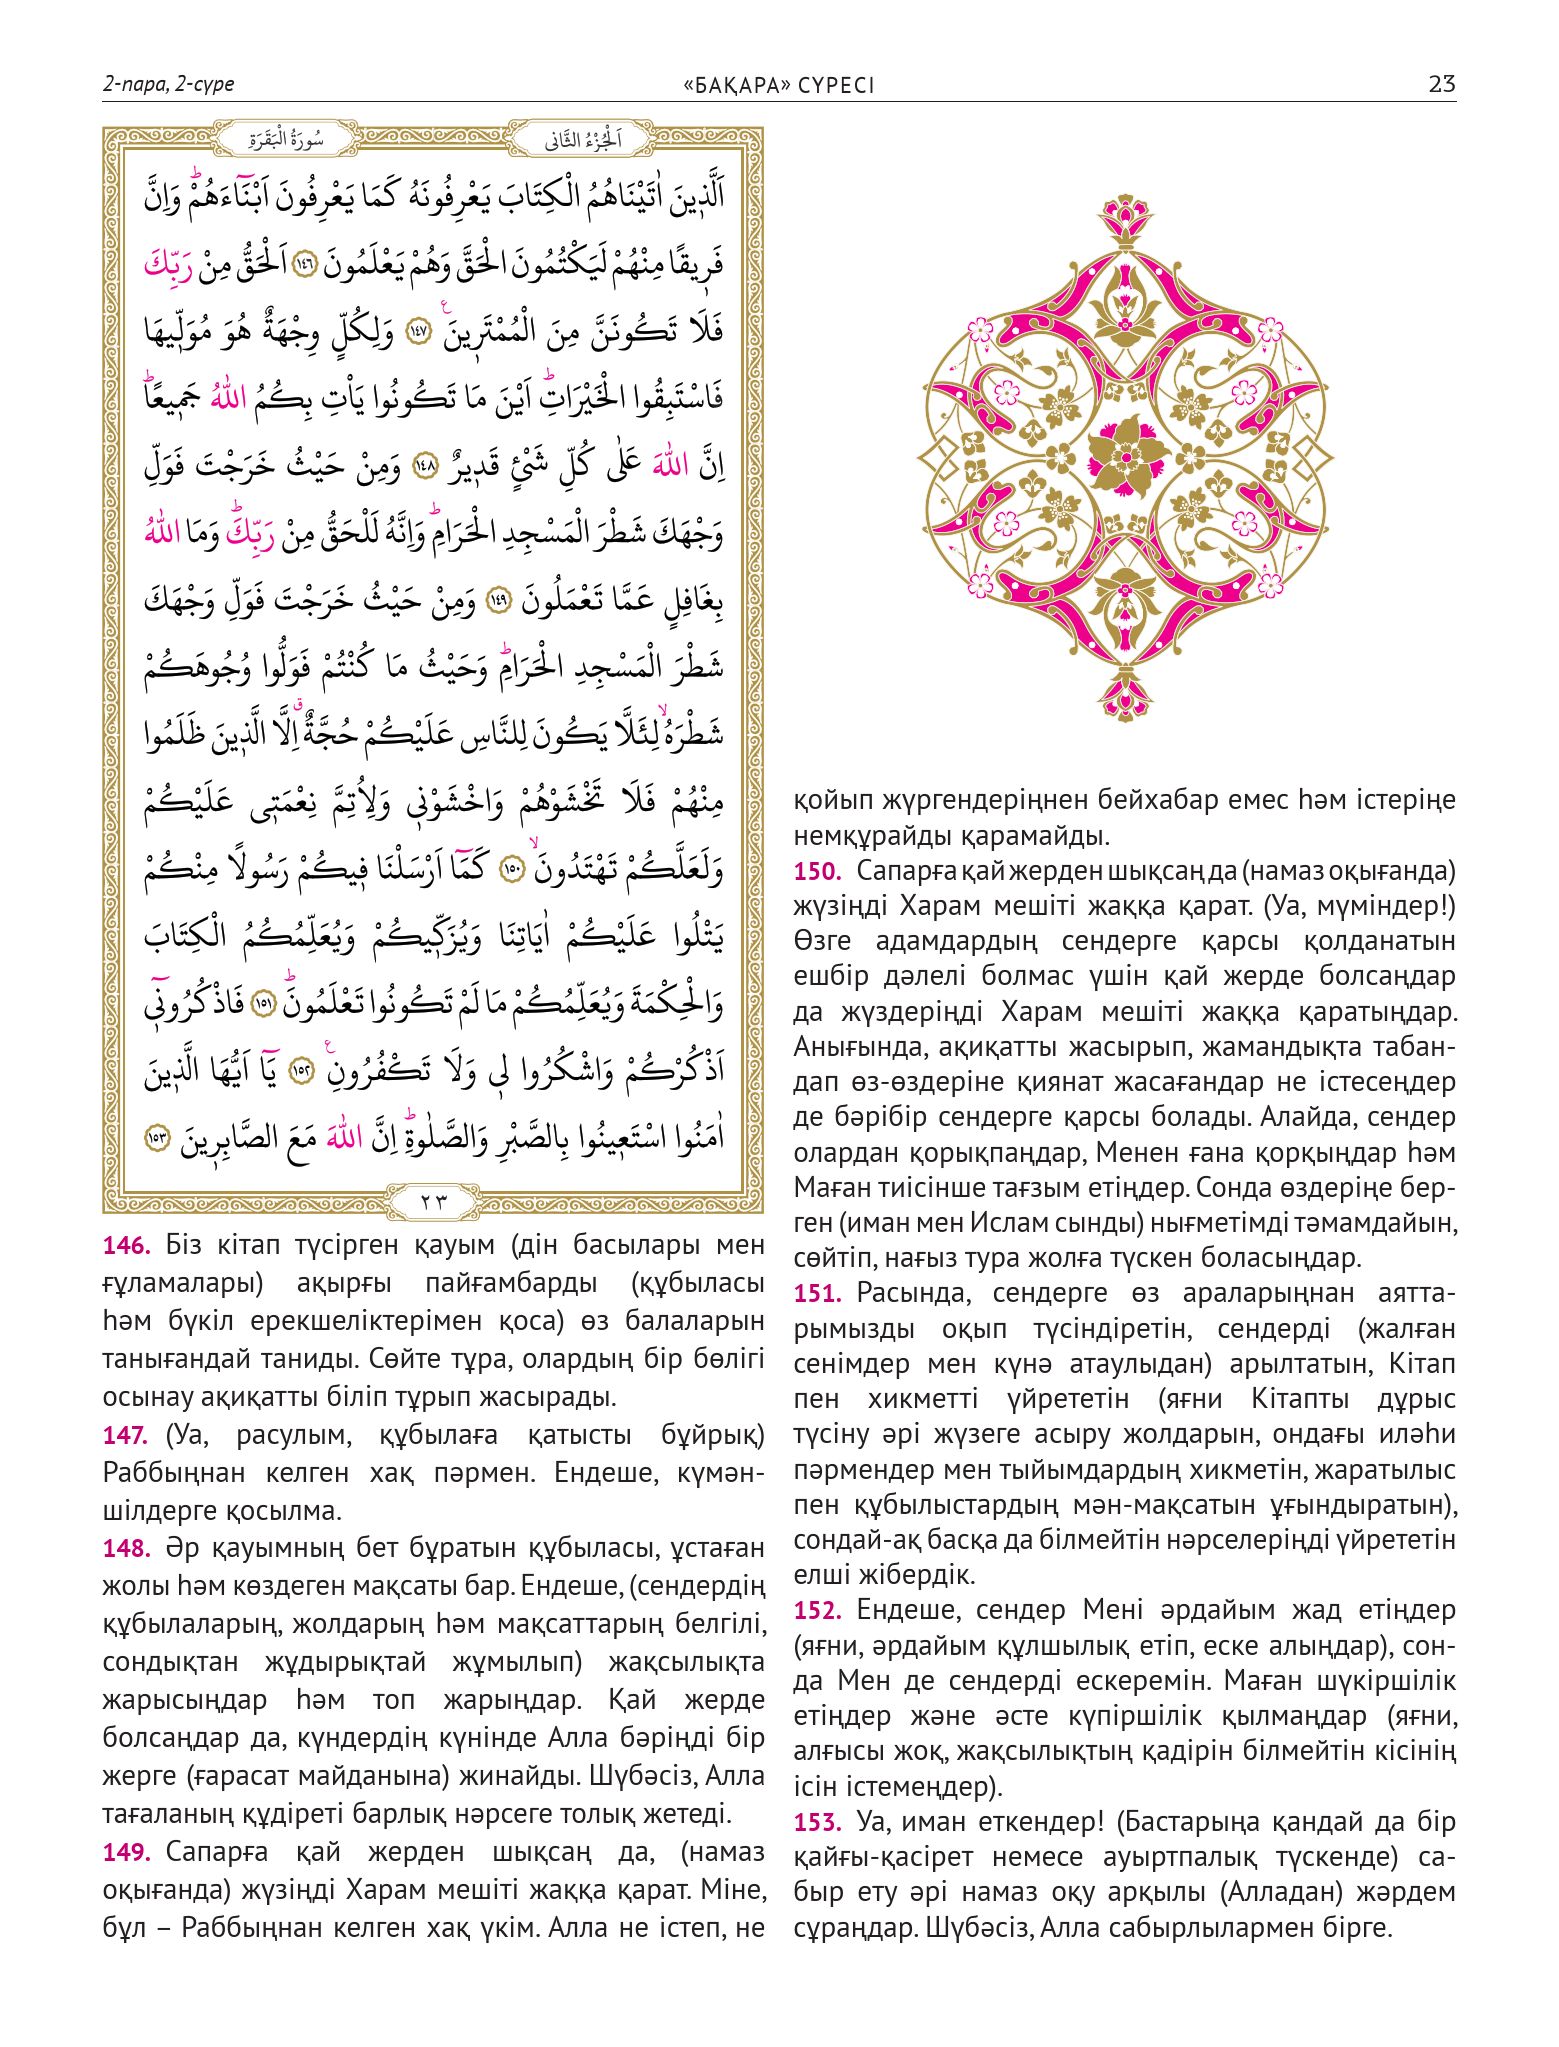 2-пара, 2-сүре
«БАҚАРА» СҮРЕСІ
23
اَلْجُزْءُ الثَّانٖى
سُورَةُ الْبَقَرَةِ
اَلَّذٖينَ اٰتَيْنَاهُمُ الْكِتَابَ يَعْرِفُونَهُ كَمَا يَعْرِفُونَ اَبْنَٓاءَهُمْؕ وَاِنَّ
فَرٖيقًا مِنْهُمْ لَيَكْتُمُونَ الْحَقَّ وَهُمْ يَعْلَمُونَ ١٤٦ اَلْحَقُّ مِنْ رَبِّكَ
فَلَا تَكُونَنَّ مِنَ الْمُمْتَرٖينَ ع ١٤٧ وَلِكُلٍّ وِجْهَةٌ هُوَ مُوَلّٖيهَا
فَاسْتَبِقُوا الْخَيْرَاتِؕ اَيْنَ مَا تَكُونُوا يَاْتِ بِكُمُ اللّٰهُ جَمٖيعًاؕ
اِنَّ اللّٰهَ عَلٰى كُلِّ شَیْئٍ قَدٖيرٌ ١٤٨ وَمِنْ حَيْثُ خَرَجْتَ فَوَلِّ
وَجْهَكَ شَطْرَ الْمَسْجِدِ الْحَرَامِؕ وَاِنَّهُ لَلْحَقُّ مِنْ رَبِّكَؕ وَمَا اللّٰهُ
بِغَافِلٍ عَمَّا تَعْمَلُونَ ١٤٩ وَمِنْ حَيْثُ خَرَجْتَ فَوَلِّ وَجْهَكَ
شَطْرَ الْمَسْجِدِ الْحَرَامِؕ وَحَيْثُ مَا كُنْتُمْ فَوَلُّوا وُجُوهَكُمْ
شَطْرَهُۙ لِئَلَّا يَكُونَ لِلنَّاسِ عَلَيْكُمْ حُجَّةٌࣗ اِلَّا الَّذٖينَ ظَلَمُوا
مِنْهُمْ فَلَا تَخْشَوْهُمْ وَاخْشَوْنٖى وَلِاُتِمَّ نِعْمَتٖى عَلَيْكُمْ
وَلَعَلَّكُمْ تَهْتَدُونَۙ ١٥٠ كَمَٓا اَرْسَلْنَا فٖيكُمْ رَسُولًا مِنْكُمْ
يَتْلُوا عَلَيْكُمْ اٰيَاتِنَا وَيُزَكّٖيكُمْ وَيُعَلِّمُكُمُ الْكِتَابَ
وَالْحِكْمَةَ وَيُعَلِّمُكُمْ مَا لَمْ تَكُونُوا تَعْلَمُونَؕ ١٥١ فَاذْكُرُونٖٓى
اَذْكُرْكُمْ وَاشْكُرُوا لٖى وَلَا تَكْفُرُونِ ع ١٥٢ يَٓا اَيُّهَا الَّذٖينَ
اٰمَنُوا اسْتَعٖينُوا بِالصَّبْرِ وَالصَّلٰوةِؕ اِنَّ اللّٰهَ مَعَ الصَّابِرٖينَ ١٥٣
٢٣
146. Біз кітап түсірген қауым (дін басылары мен
ғұламалары) ақырғы пайғамбарды (құбыласы
һәм бүкіл ерекшеліктерімен қоса) өз балаларын
танығандай таниды. Сөйте тұра, олардың бір бөлігі
осынау ақиқатты біліп тұрып жасырады.
147. (Уа, расулым, құбылаға қатысты бұйрық)
Раббыңнан келген хақ пәрмен. Ендеше, күмән-
шілдерге қосылма.
148. Әр қауымның бет бұратын құбыласы, ұстаған
жолы һәм көздеген мақсаты бар. Ендеше, (сендердің
құбылаларың, жолдарың һәм мақсаттарың белгілі,
сондықтан жұдырықтай жұмылып) жақсылықта
жарысыңдар һәм топ жарыңдар. Қай жерде
болсаңдар да, күндердің күнінде Алла бәріңді бір
жерге (ғарасат майданына) жинайды. Шүбәсіз, Алла
тағаланың құдіреті барлық нәрсеге толық жетеді.
149. Сапарға қай жерден шықсаң да, (намаз
оқығанда) жүзіңді Харам мешіті жаққа қарат. Міне,
бұл – Раббыңнан келген хақ үкім. Алла не істеп, не
қойып жүргендеріңнен бейхабар емес һәм істеріңе
немқұрайды қарамайды.
150. Сапарға қай жерден шықсаң да (намаз оқығанда)
жүзіңді Харам мешіті жаққа қарат. (Уа, мүміндер!)
Өзге адамдардың сендерге қарсы қолданатын
ешбір дәлелі болмас үшін қай жерде болсаңдар
да жүздеріңді Харам мешіті жаққа қаратыңдар.
Анығында, ақиқатты жасырып, жамандықта табан-
дап өз-өздеріне қиянат жасағандар не істесеңдер
де бәрібір сендерге қарсы болады. Алайда, сендер
олардан қорықпаңдар, Менен ғана қорқыңдар һәм
Маған тиісінше тағзым етіңдер. Сонда өздеріңе бер-
ген (иман мен Ислам сынды) нығметімді тәмамдайын,
сөйтіп, нағыз тура жолға түскен боласыңдар.
151. Расында, сендерге өз араларыңнан аятта-
рымызды оқып түсіндіретін, сендерді (жалған
сенімдер мен күнә атаулыдан) арылтатын, Кітап
пен хикметті үйрететін (яғни Кітапты дұрыс
түсіну әрі жүзеге асыру жолдарын, ондағы иләһи
пәрмендер мен тыйымдардың хикметін, жаратылыс
пен құбылыстардың мән-мақсатын ұғындыратын),
сондай-ақ басқа да білмейтін нәрселеріңді үйрететін
елші жібердік.
152. Ендеше, сендер Мені әрдайым жад етіңдер
(яғни, әрдайым құлшылық етіп, еске алыңдар), сон-
да Мен де сендерді ескеремін. Маған шүкіршілік
етіңдер және әсте күпіршілік қылмаңдар (яғни,
алғысы жоқ, жақсылықтың қадірін білмейтін кісінің
ісін істемеңдер).
153. Уа, иман еткендер! (Бастарыңа қандай да бір
қайғы-қасірет немесе ауыртпалық түскенде) са-
быр ету әрі намаз оқу арқылы (Алладан) жәрдем
сұраңдар. Шүбәсіз, Алла сабырлылармен бірге.